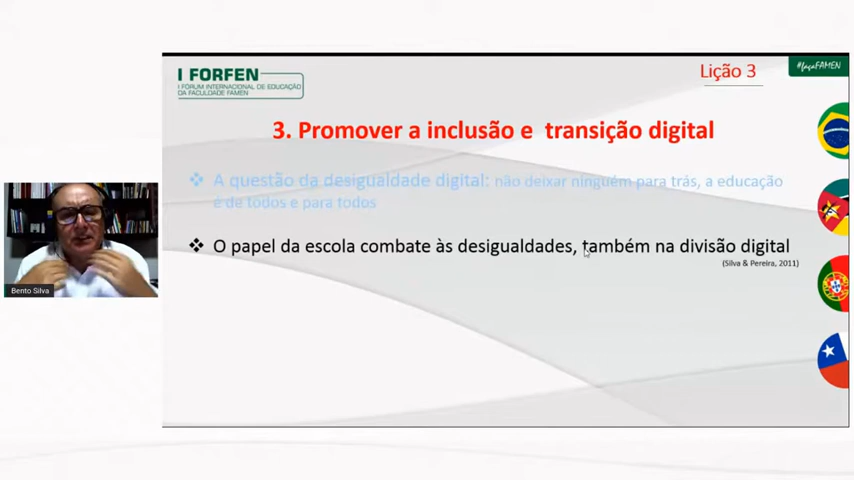 Lição 3
#façaFAMEN
I FORFEN
I FÓRUM INTERNACIONAL DE EDUCAÇÃO
DA FACULDADE FAMEN
3. Promover a inclusão e transição digital
A questão da desigualdade digital: não deixar ninguém para trás, a educação
é de todos e para todos
O papel da escola combate às desigualdades, também na divisão digital
(Silva & Pereira, 2011)
Bento Silva